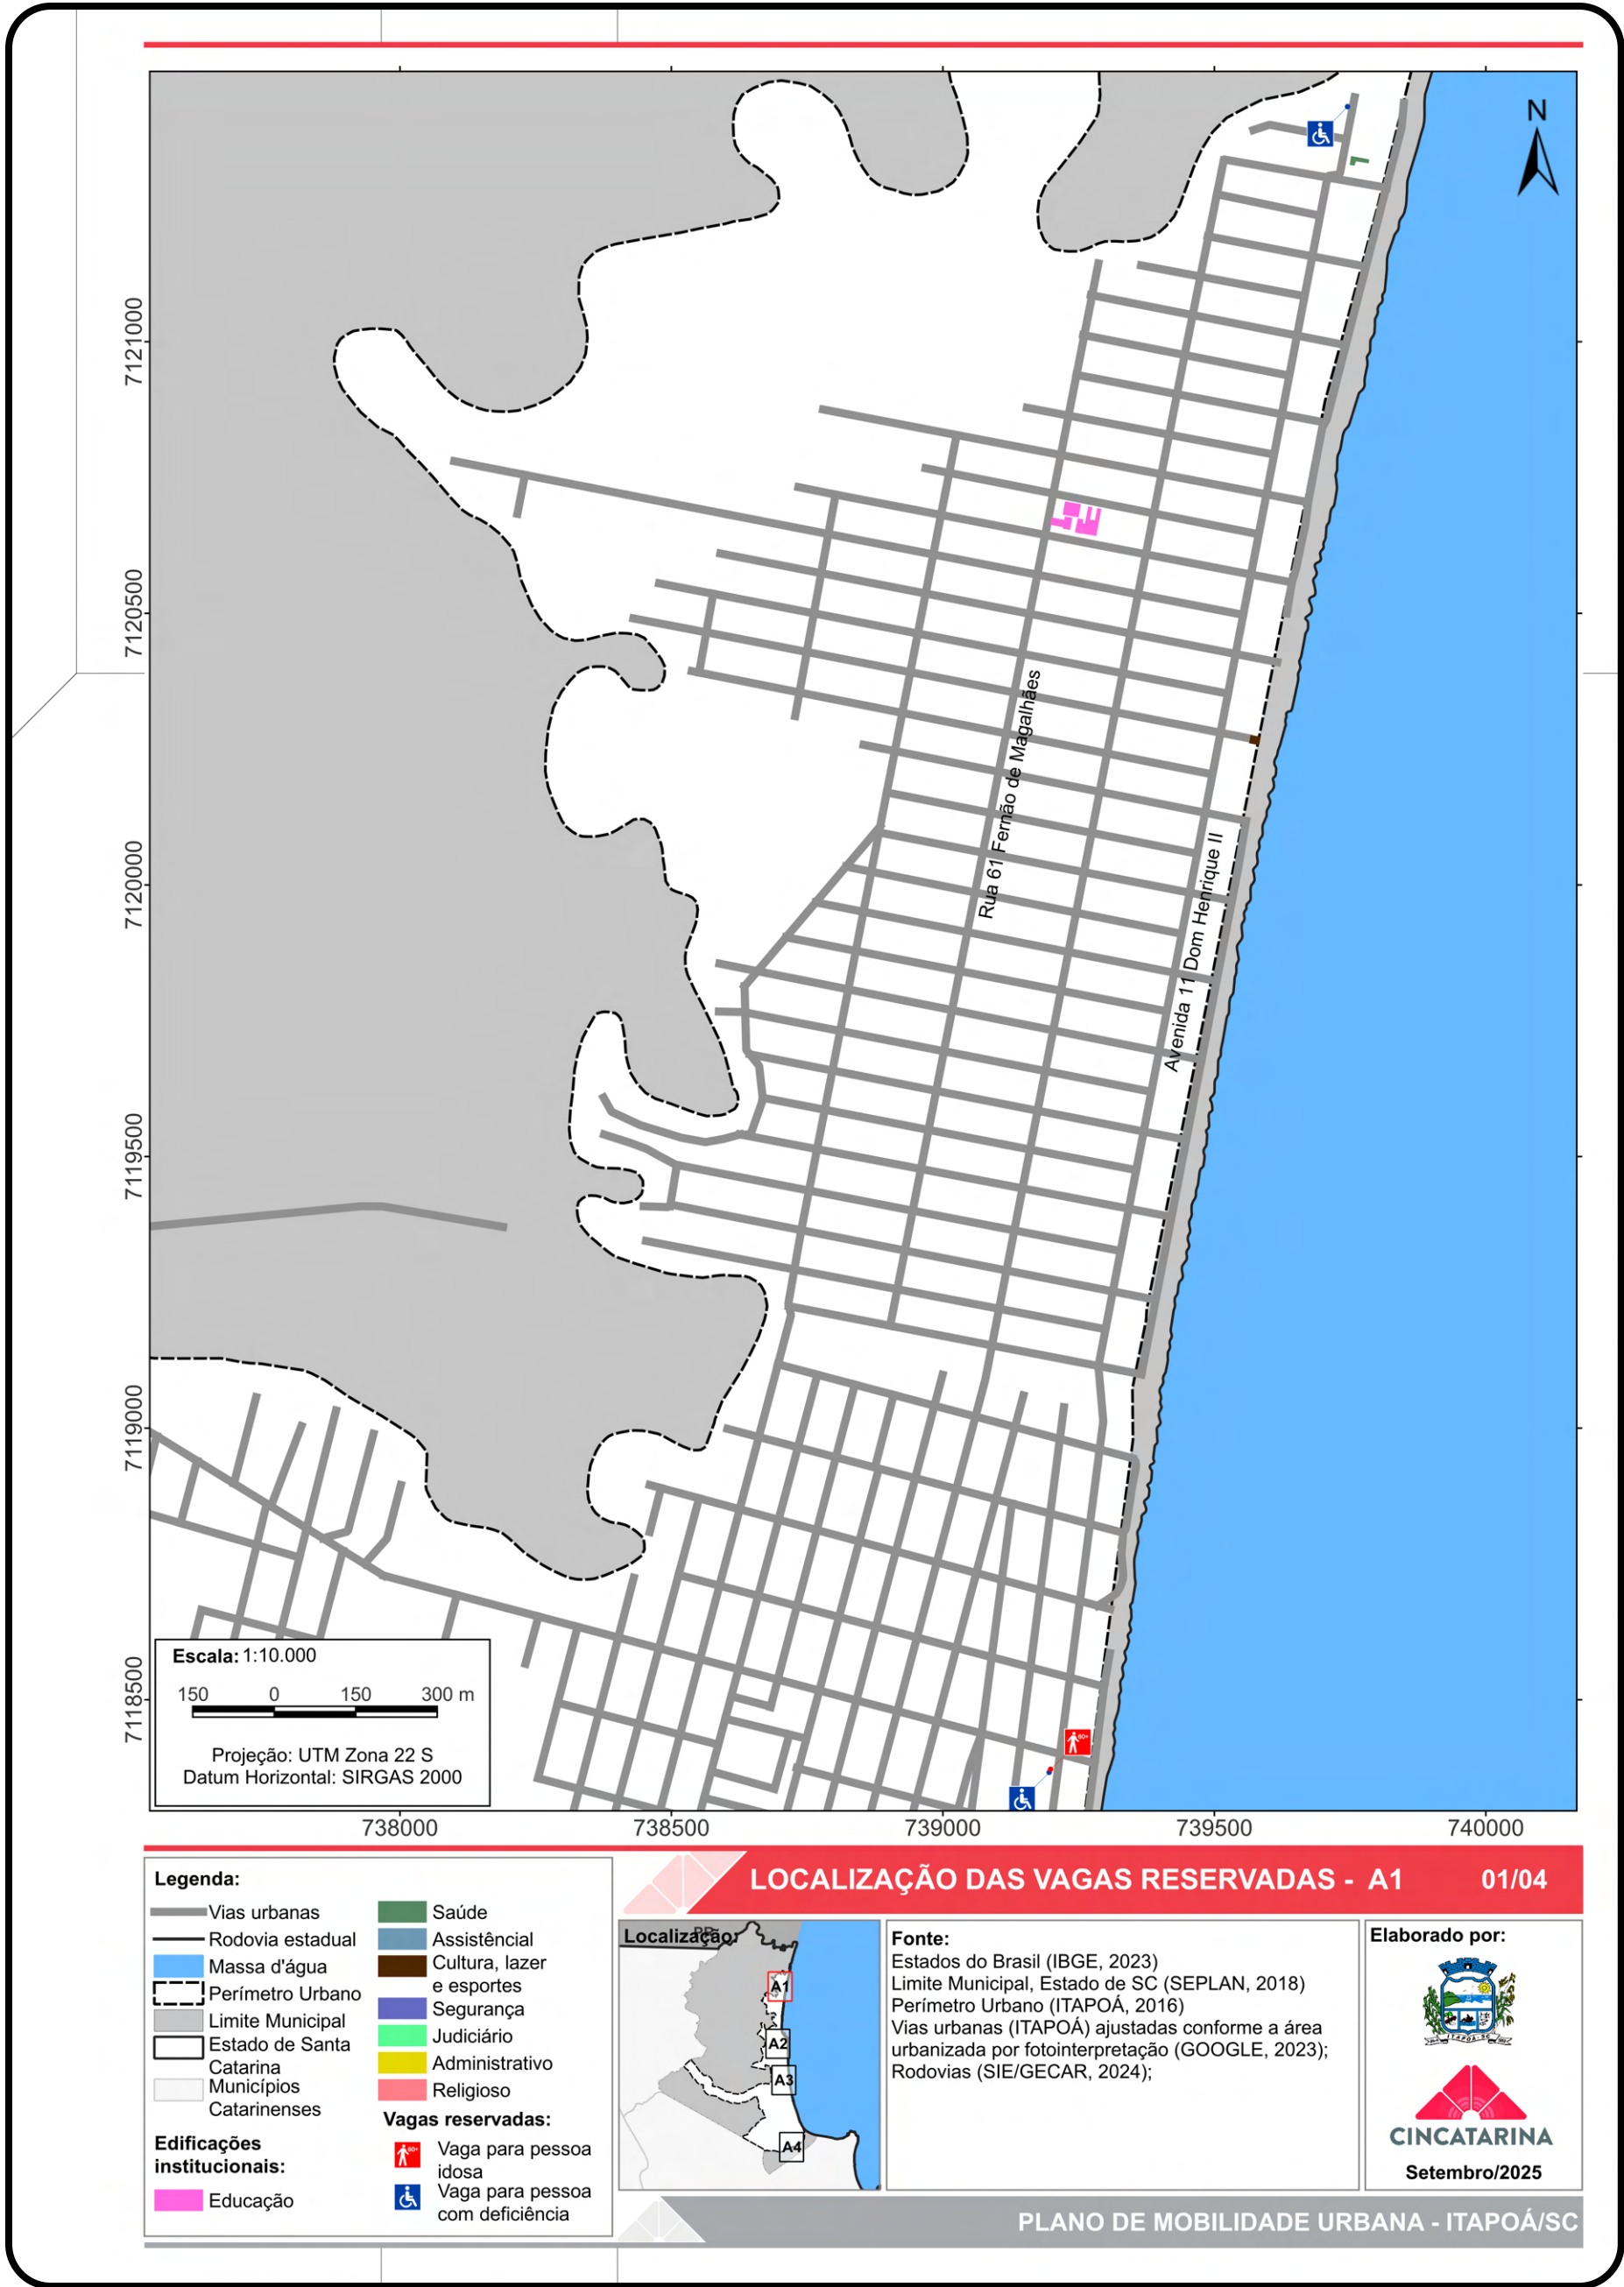 N
7121000
7120500
7120000
7119500
7119000
7118500
Rua 61 Fernão de Magalhães
Avenida 11 Dom Henrique II
60+
Escala: 1:10.000
150 0 150 300 m
Projeção: UTM Zona 22 S
Datum Horizontal: SIRGAS 2000
738000 738500 739000 739500 740000
LOCALIZAÇÃO DAS VAGAS RESERVADAS - A1 01/04
Legenda:
Vias urbanas
Rodovia estadual
Massa d'água
Perímetro Urbano
Limite Municipal
Estado de Santa
Catarina
Municípios
Catarinenses
Edificações
institucionais:
Educação
Saúde
Assistêncial
Cultura, lazer
e esportes
Segurança
Judiciário
Administrativo
Religioso
Vagas reservadas:
60+
Vaga para pessoa
idosa
Vaga para pessoa
com deficiência
Localização:
PR
A1
A2
A3
A4
Fonte:
Estados do Brasil (IBGE, 2023)
Limite Municipal, Estado de SC (SEPLAN, 2018)
Perímetro Urbano (ITAPOÁ, 2016)
Vias urbanas (ITAPOÁ) ajustadas conforme a área
urbanizada por fotointerpretação (GOOGLE, 2023);
Rodovias (SIE/GECAR, 2024);
Elaborado por:
ITAPOÁ-SC
CINCATARINA
Setembro/2025
PLANO DE MOBILIDADE URBANA - ITAPOÁ/SC